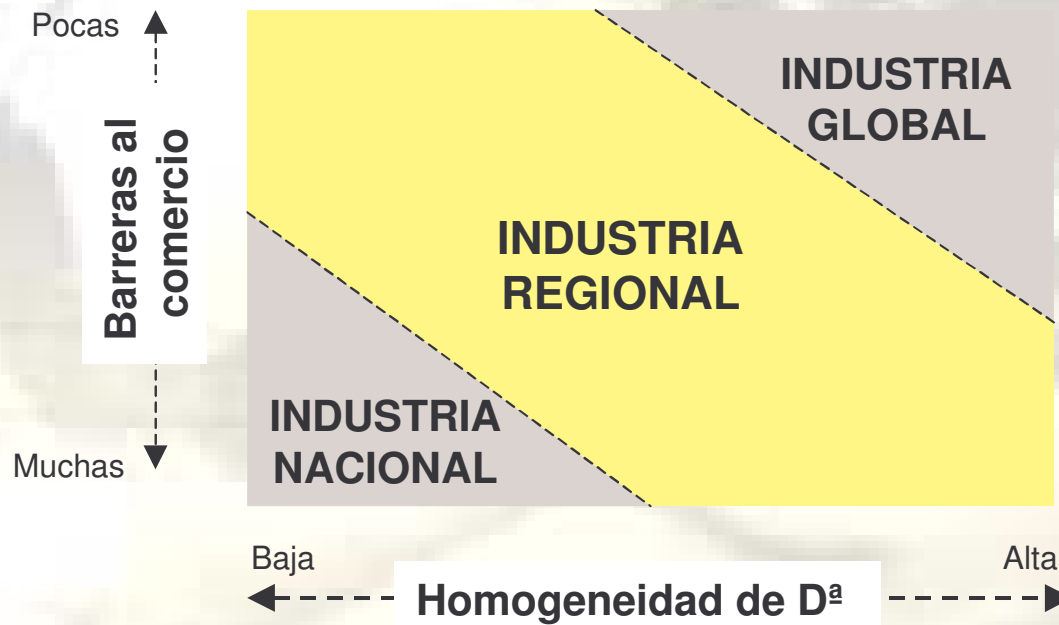 Pocas
Barreras al
comercio
Muchas
INDUSTRIA
GLOBAL
INDUSTRIA
REGIONAL
INDUSTRIA
NACIONAL
Baja
Alta
Homogeneidad de Dª